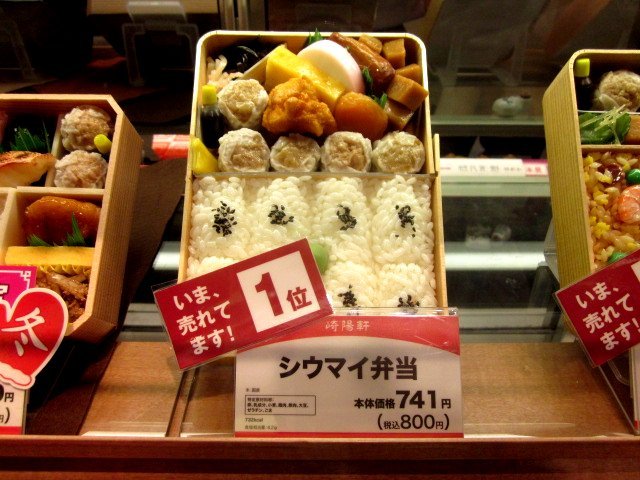 いま、
売れて
ます!
1位
崎陽軒
シウマイ弁当
本体価格741円
(税込800円)
732kcal
いま、
売れて
ます!
冬